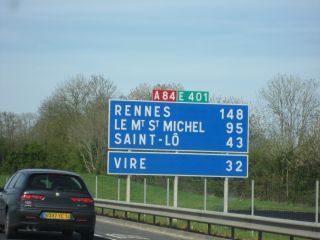 A84 E 401
RENNES 148
LE MT ST MICHEL 95
SAINT-LÔ 43
VIRE 32